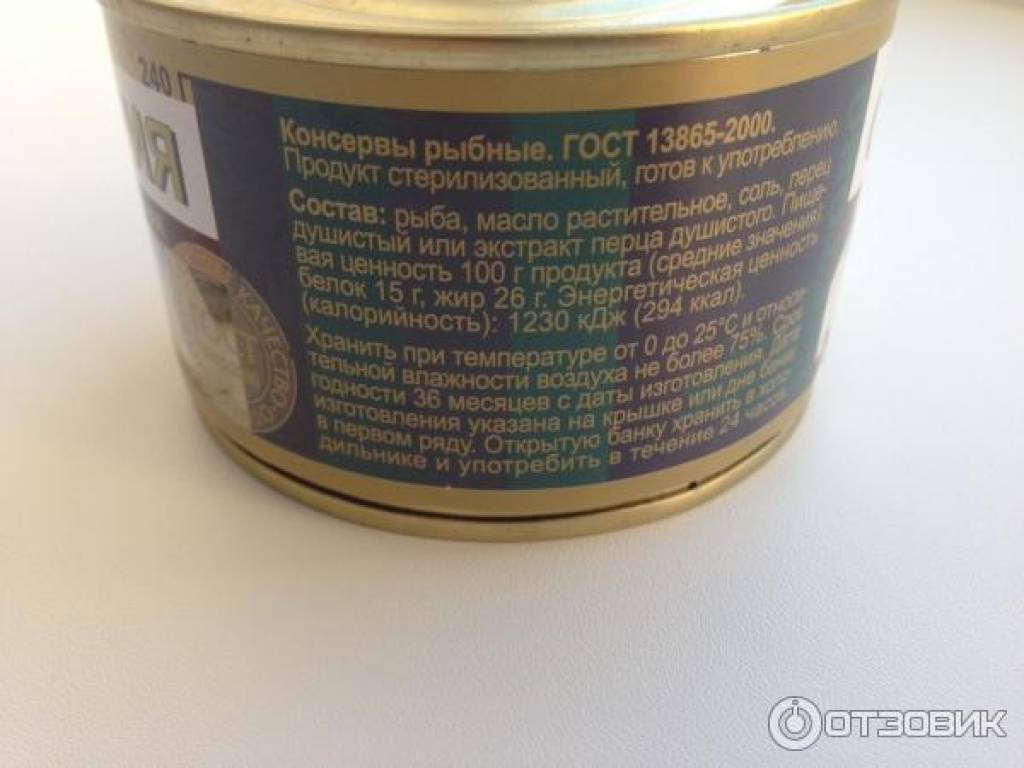 240 Г
ИЯ
Консервы рыбные. ГОСТ 13865-2000.
Продукт стерилизованный, готов к употреблению.
Состав: рыба, масло растительное, соль, перец
душистый или экстракт перца душистого. Пище-
вая ценность 100 г продукта (средние значения)
белок 15 г, жир 26 г. Энергетическая ценность
(калорийность): 1230 кДж (294 ккал).
Хранить при температуре от 0 до 25°С и относи-
тельной влажности воздуха не более 75%. Срок
годности 36 месяцев с даты изготовления. Дата
изготовления указана на крышке или дне банки
в первом ряду. Открытую банку хранить в холо-
дильнике и употребить в течение 24 часов.
КАЧЕСТВО
ОТЗОВИК